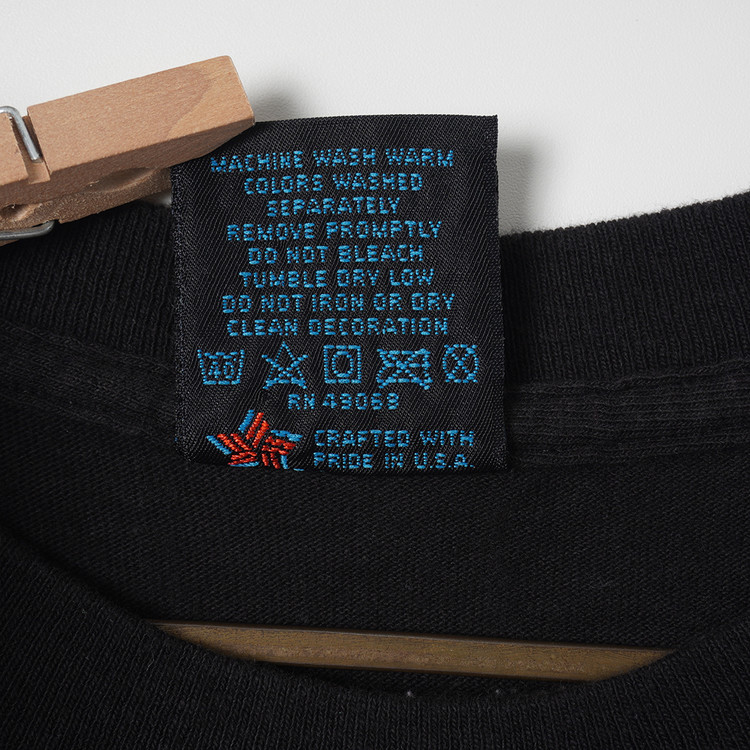 MACHINE WASH WARM
COLORS WASHED
SEPARATELY
REMOVE PROMPTLY
DO NOT BLEACH
TUMBLE DRY LOW
DO NOT IRON OR DRY
CLEAN DECORATION
40
RN 43063
CRAFTED WITH
PRIDE IN U.S.A.